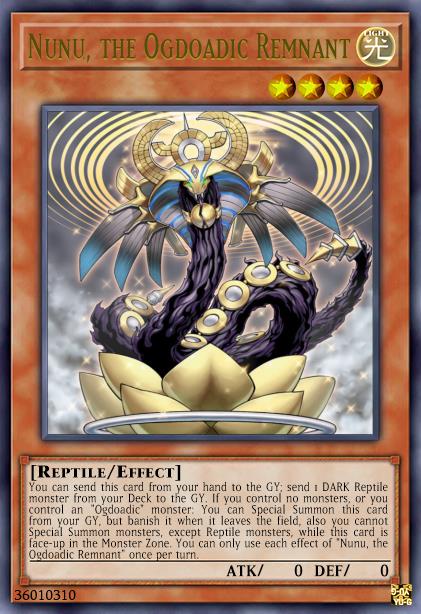 Nunu, the Ogdoadic Remnant
LIGHT
光
[Reptile/Effect]
You can send this card from your hand to the GY; send 1 DARK Reptile
monster from your Deck to the GY. If you control no monsters, or you
control an "Ogdoadic" monster: You can Special Summon this card
from your GY, but banish it when it leaves the field, also you cannot
Special Summon monsters, except Reptile monsters, while this card is
face-up in the Monster Zone. You can only use each effect of "Nunu, the
Ogdoadic Remnant" once per turn.
ATK/ 0 DEF/ 0
36010310